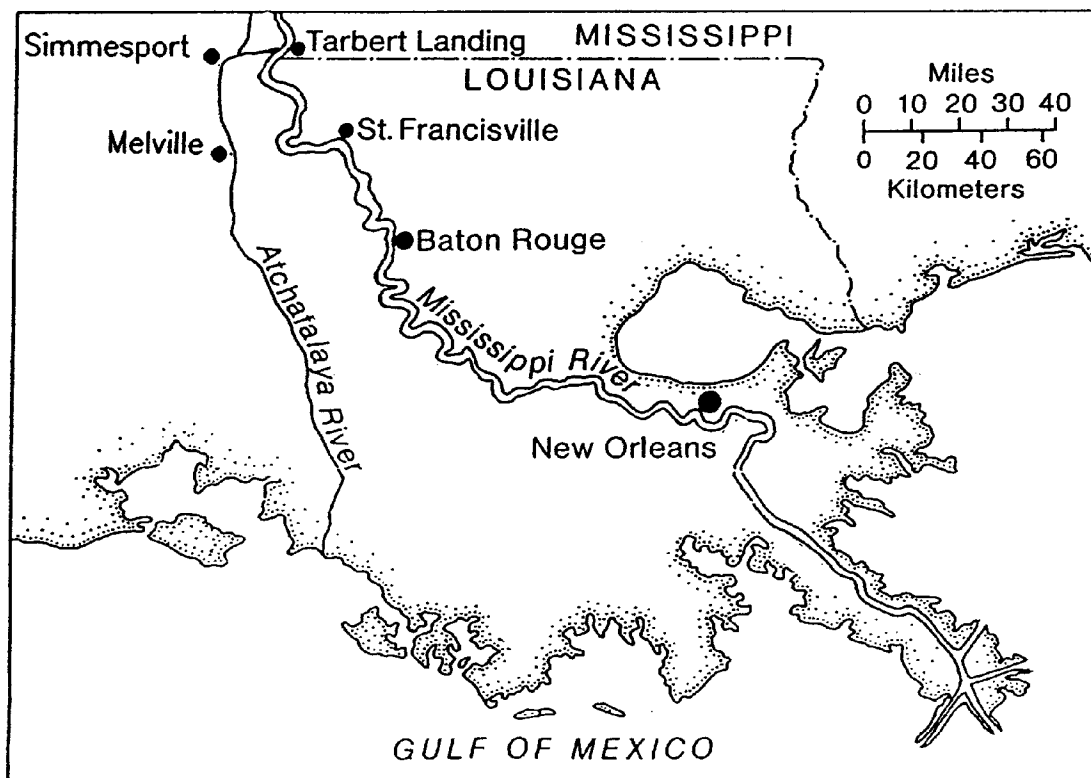 Simmesport
Tarbert Landing
MISSISSIPPI
LOUISIANA
Miles
0 10 20 30 40
0 20 40 60
Kilometers
St. Francisville
Melville
Baton Rouge
Atchafalaya River
Mississippi River
New Orleans
GULF OF MEXICO